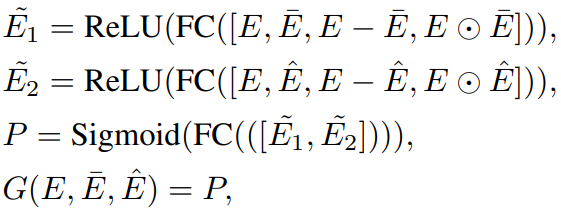 Ẽ₁ = ReLU(FC([E, Ē, E − Ē, E ⊙ Ē])),
Ẽ₂ = ReLU(FC([E, Ê, E − Ê, E ⊙ Ê])),
P = Sigmoid(FC(([Ẽ₁, Ẽ₂]))),
G(E, Ē, Ê) = P,